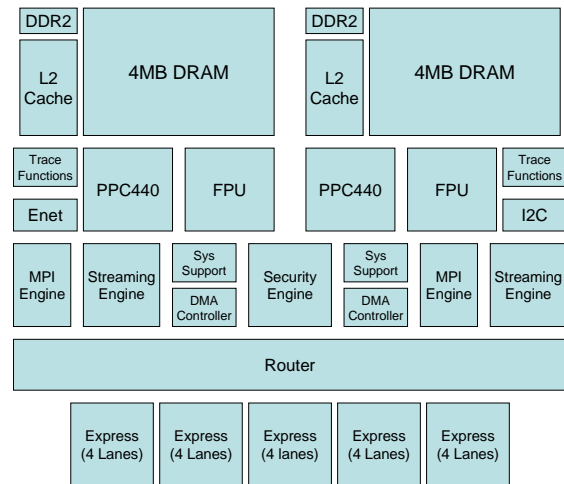 DDR2
4MB DRAM
DDR2
4MB DRAM
L2
Cache
L2
Cache
Trace
Functions
PPC440
FPU
PPC440
FPU
Trace
Functions
Enet
I2C
MPI
Engine
Streaming
Engine
Sys
Support
DMA
Controller
Security
Engine
Sys
Support
DMA
Controller
MPI
Engine
Streaming
Engine
Router
Express
(4 Lanes)
Express
(4 Lanes)
Express
(4 lanes)
Express
(4 Lanes)
Express
(4 Lanes)